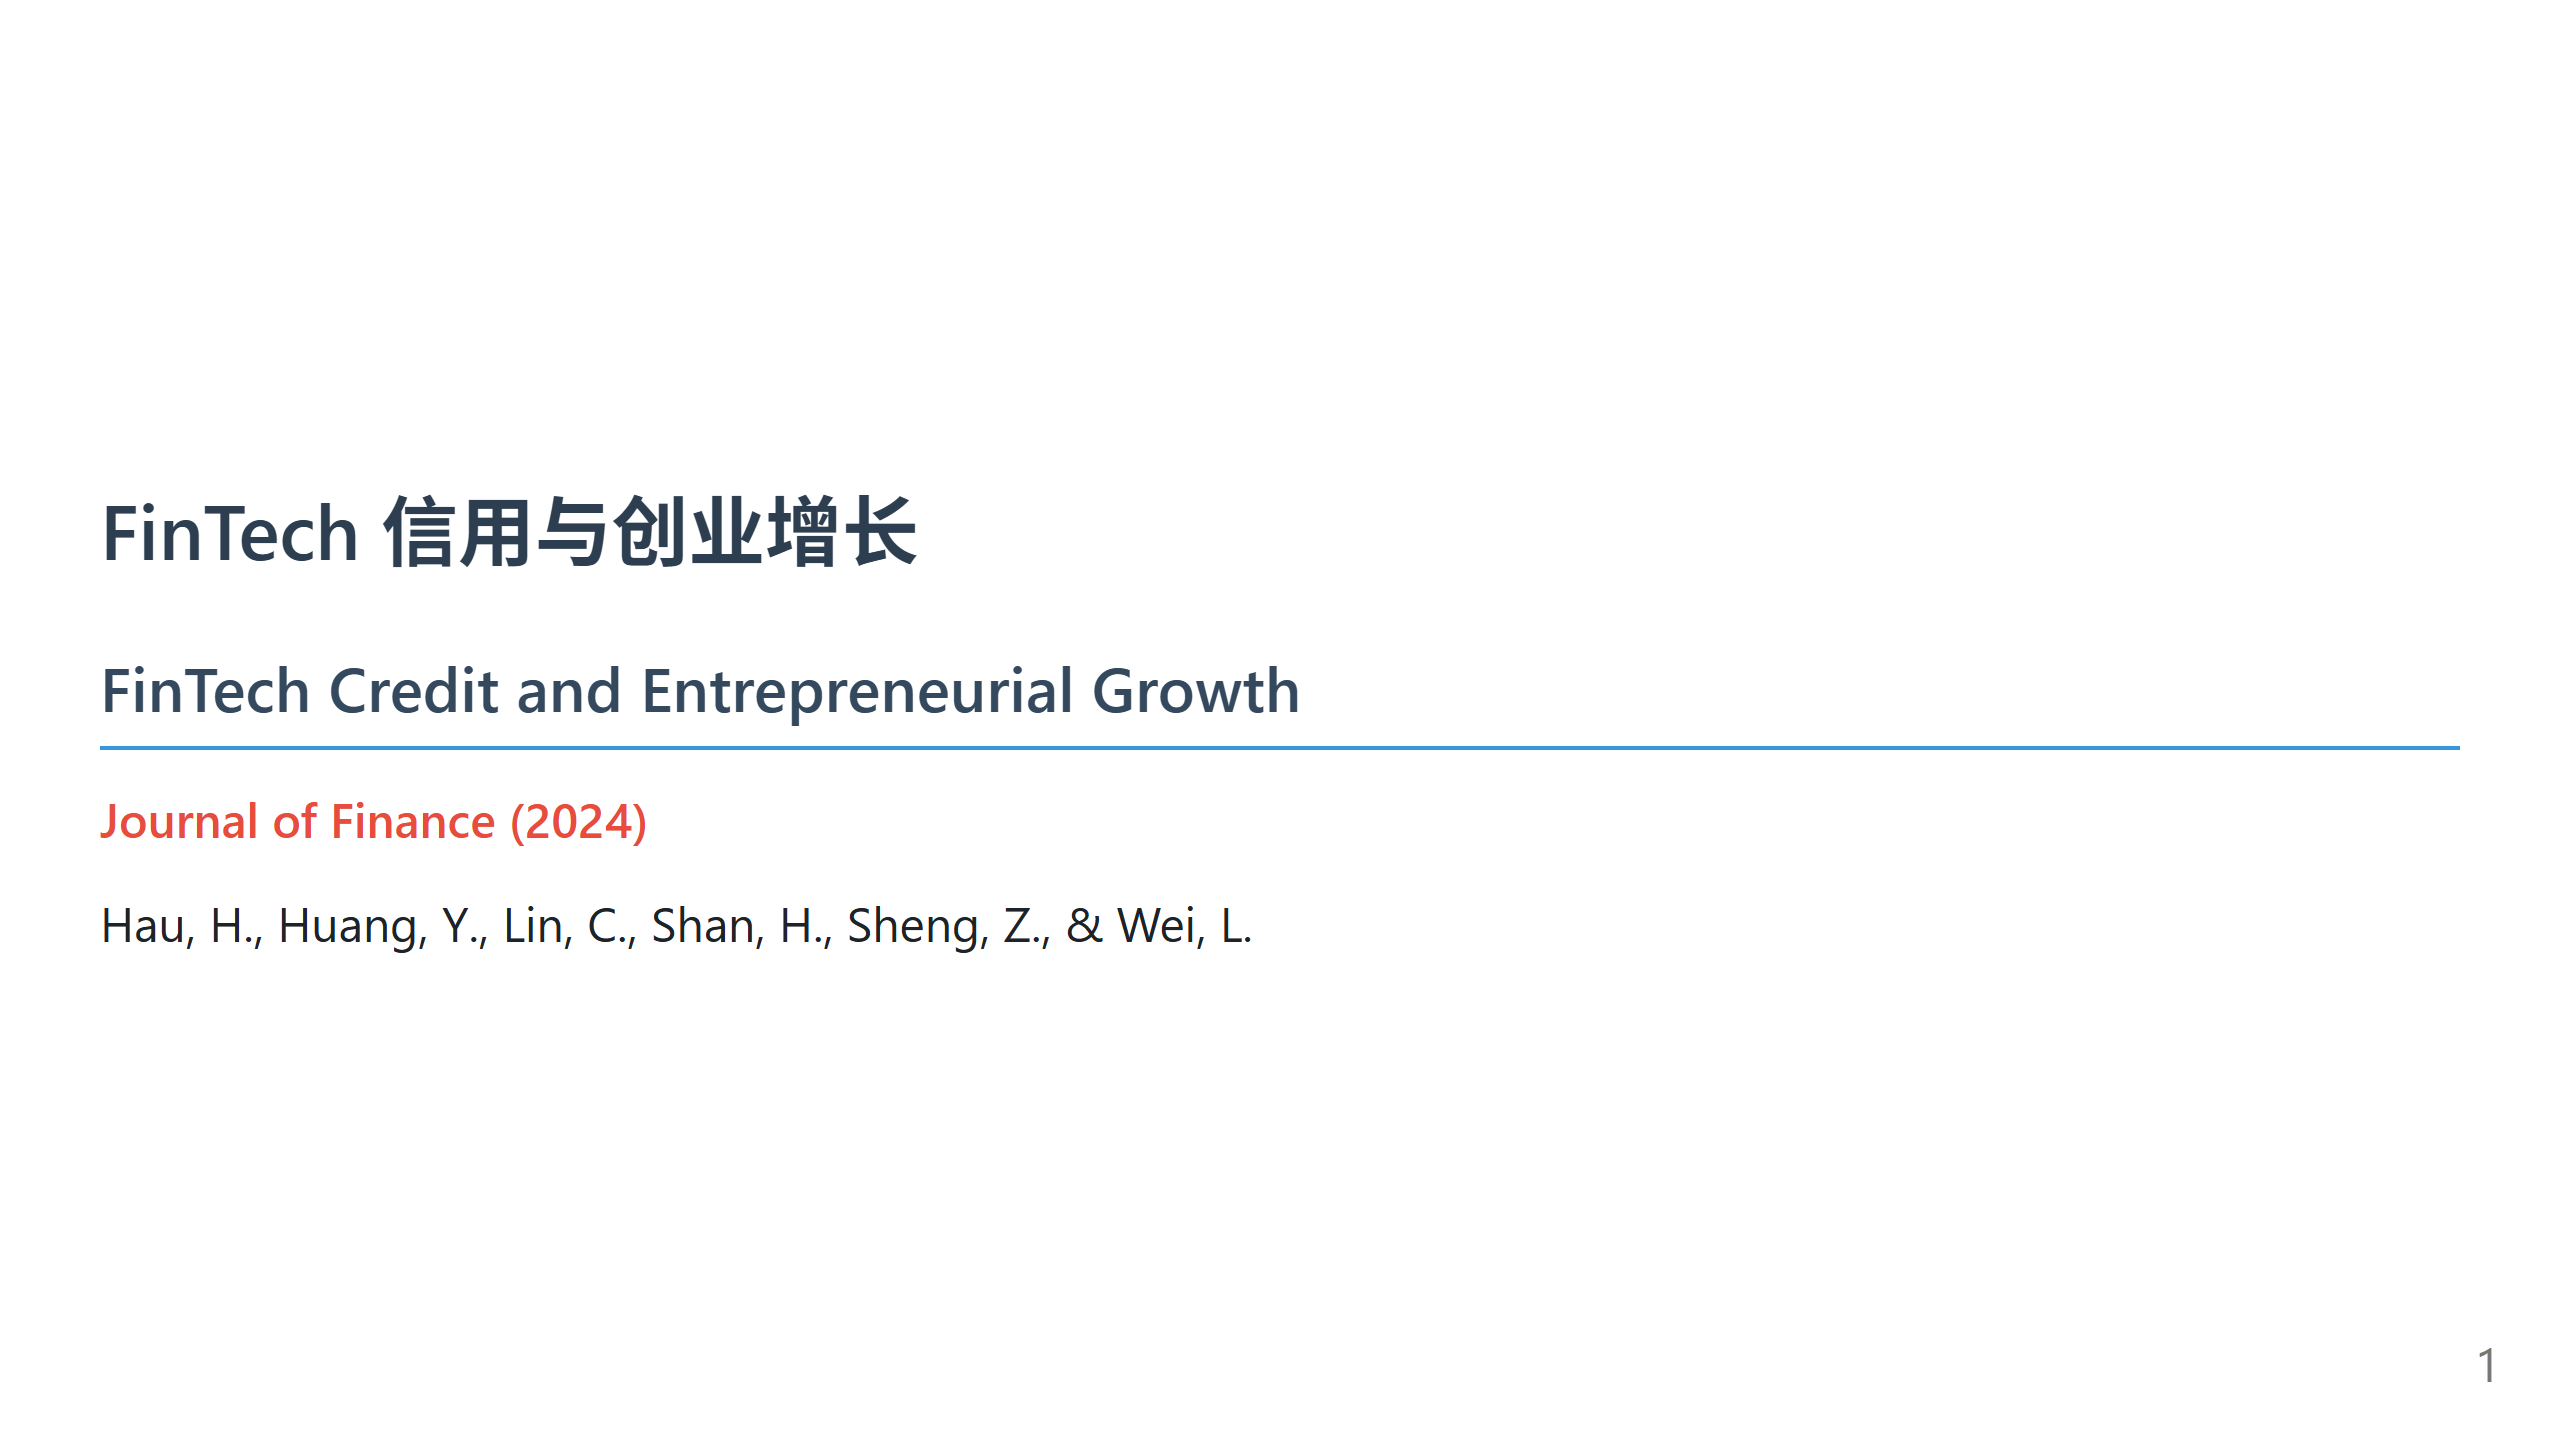 FinTech 信用与创业增长
FinTech Credit and Entrepreneurial Growth
Journal of Finance (2024)
Hau, H., Huang, Y., Lin, C., Shan, H., Sheng, Z., & Wei, L.
1